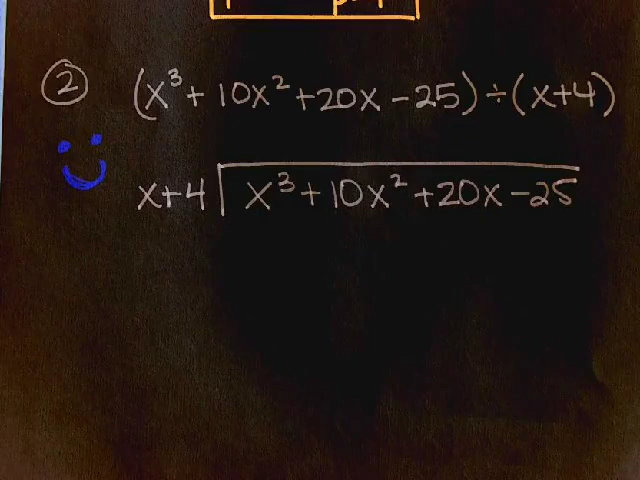 ② (x³ + 10x² + 20x - 25) ÷ (x+4)
x+4 x³ + 10x² + 20x - 25